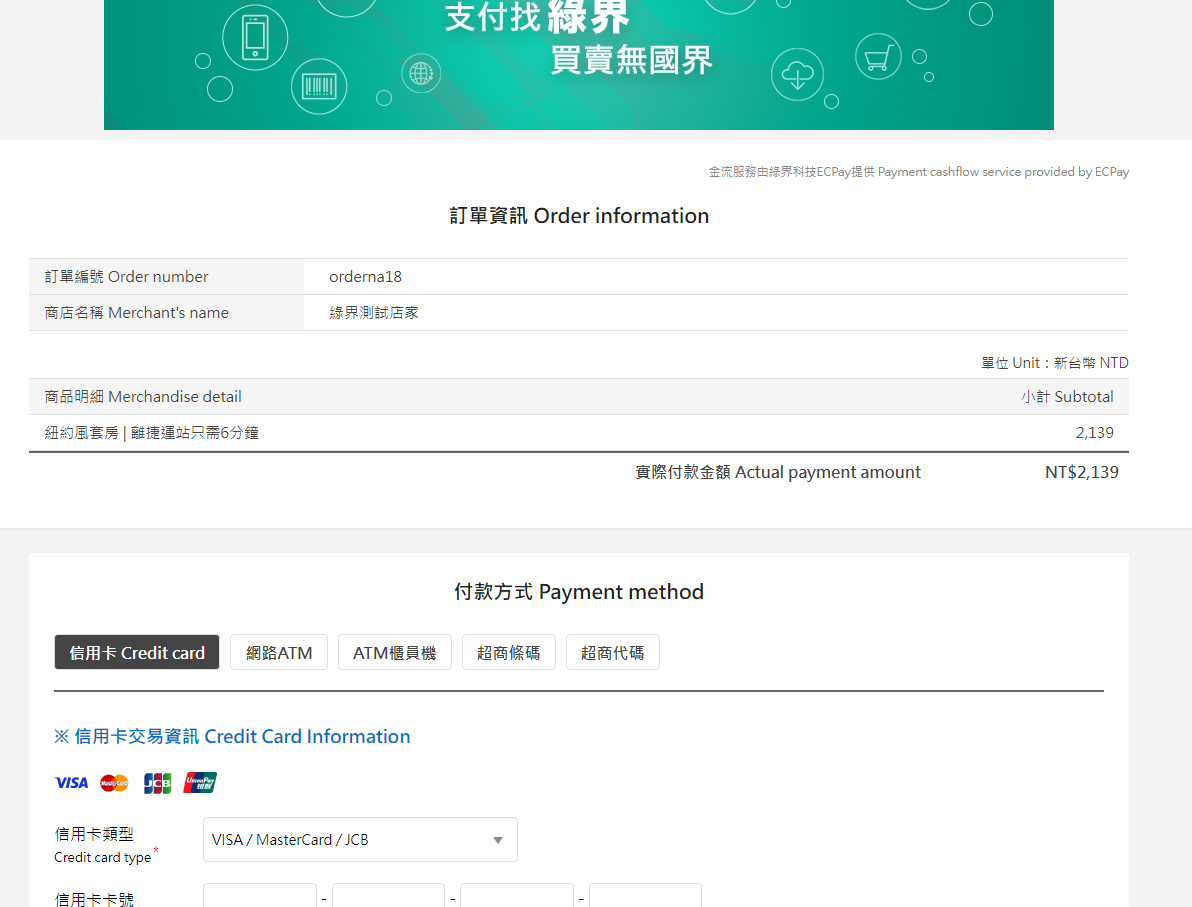 支付找綠界
買賣無國界
金流服務由綠界科技ECPay提供 Payment cashflow service provided by ECPay
訂單資訊 Order information
訂單編號 Order number orderna18
商店名稱 Merchant's name 綠界測試店家
單位 Unit：新台幣 NTD
商品明細 Merchandise detail 小計 Subtotal
紐約風套房 | 離捷運站只需6分鐘 2,139
實際付款金額 Actual payment amount NT$2,139
付款方式 Payment method
信用卡 Credit card 網路ATM ATM櫃員機 超商條碼 超商代碼
※ 信用卡交易資訊 Credit Card Information
VISA MasterCard JCB UnionPay 銀联
信用卡類型 VISA / MasterCard / JCB
Credit card type *
信用卡卡號 - - -